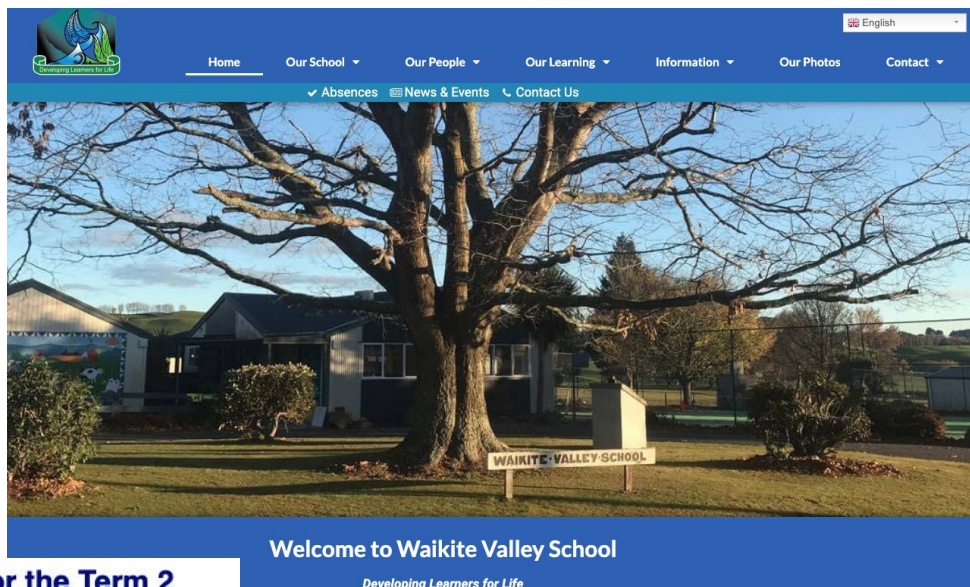 English
Developing Learners for Life
Home
Our School
Our People
Our Learning
Information
Our Photos
Contact
Absences
News & Events
Contact Us
WAIKITE·VALLEY·SCHOOL
Welcome to Waikite Valley School
Developing Learners for Life
the Term 2